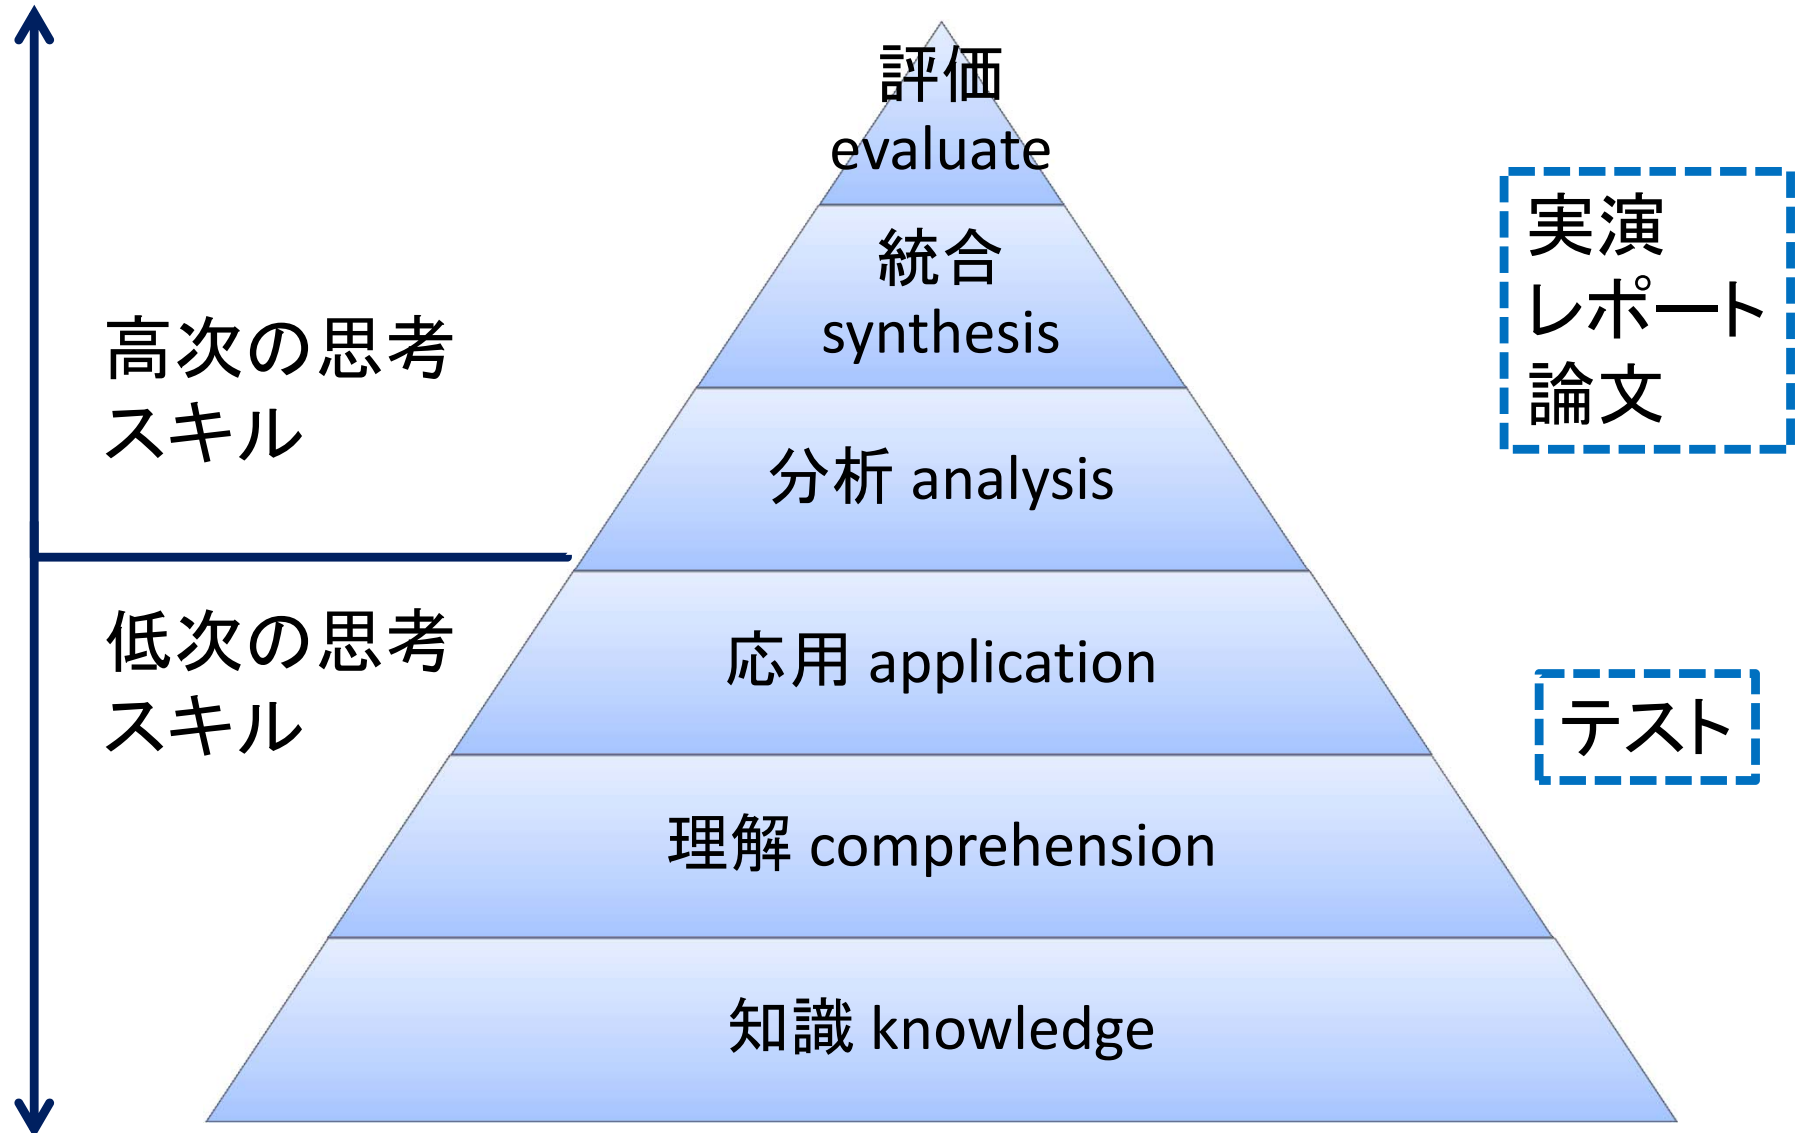 評価
evaluate
統合
synthesis
分析 analysis
応用 application
理解 comprehension
知識 knowledge
高次の思考
スキル
低次の思考
スキル
実演
レポート
論文
テスト